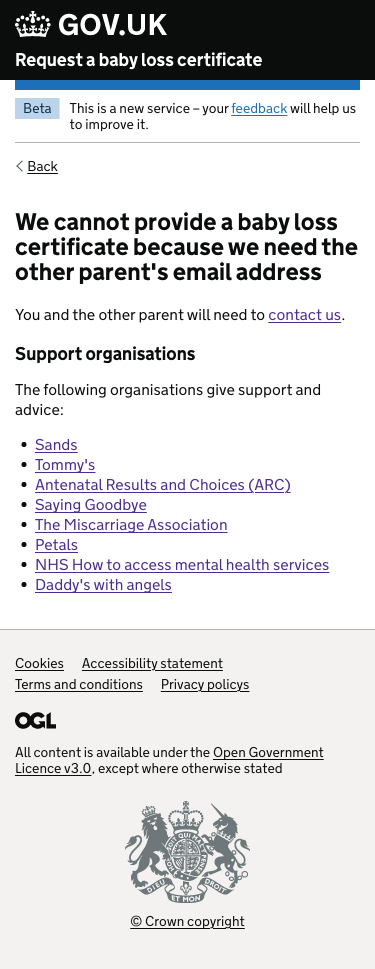 GOV.UK
Request a baby loss certificate
Beta
This is a new service – your feedback will help us
to improve it.
Back
We cannot provide a baby loss
certificate because we need the
other parent's email address
You and the other parent will need to contact us.
Support organisations
The following organisations give support and
advice:
Sands
Tommy's
Antenatal Results and Choices (ARC)
Saying Goodbye
The Miscarriage Association
Petals
NHS How to access mental health services
Daddy's with angels
Cookies Accessibility statement
Terms and conditions Privacy policys
OGL
All content is available under the Open Government
Licence v3.0, except where otherwise stated
DIEU ET MON DROIT
© Crown copyright